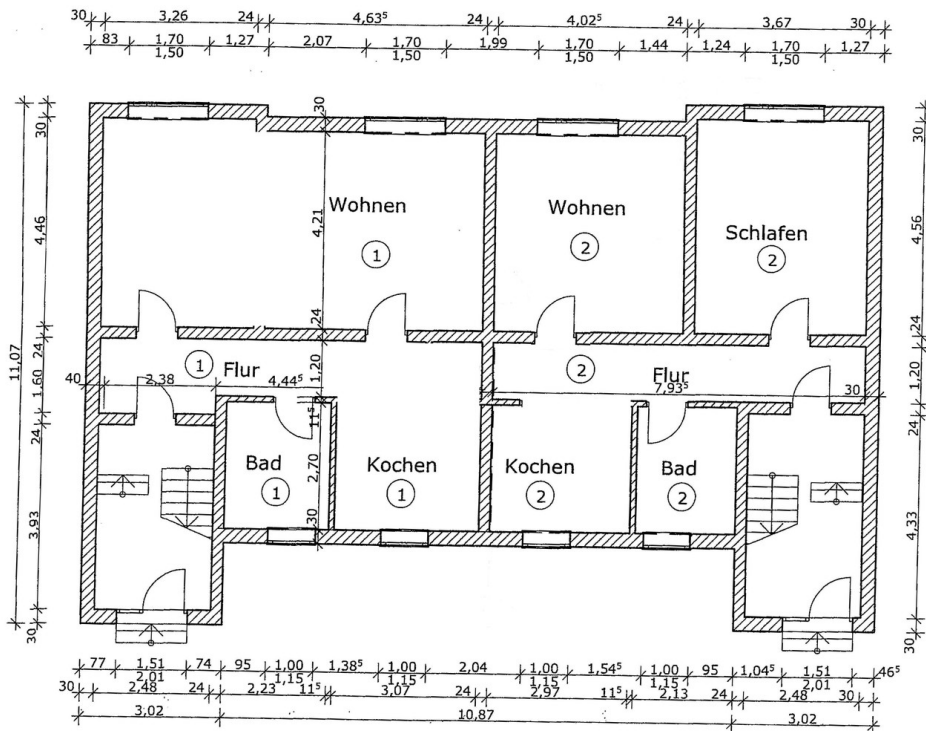 30 3,26 24 4,63⁵ 24 4,02⁵ 24 3,67 30
83 1,70 1,27 2,07 1,70 1,99 1,70 1,44 1,24 1,70 1,27
1,50 1,50 1,50 1,50
30 30 30
11,07 4,46 4,21 4,56
Wohnen Wohnen
Schlafen
1 2 2
24 24 24
1,60 1 Flur 1,20 2 Flur 1,20
40 2,38 4,44⁵ 7,93⁵ 30
24 11⁵ 24
Bad Kochen Kochen Bad
1 1 2 2
3,93 2,70 4,33
30
30 30
77 1,51 74 95 1,00 1,38⁵ 1,00 2,04 1,00 1,54⁵ 1,00 95 1,04⁵ 1,51 46⁵
2,01 1,15 1,15 1,15 1,15 2,01
30 2,48 24 2,23 11⁵ 3,07 24 2,97 11⁵ 2,13 24 2,48 30
3,02 10,87 3,02